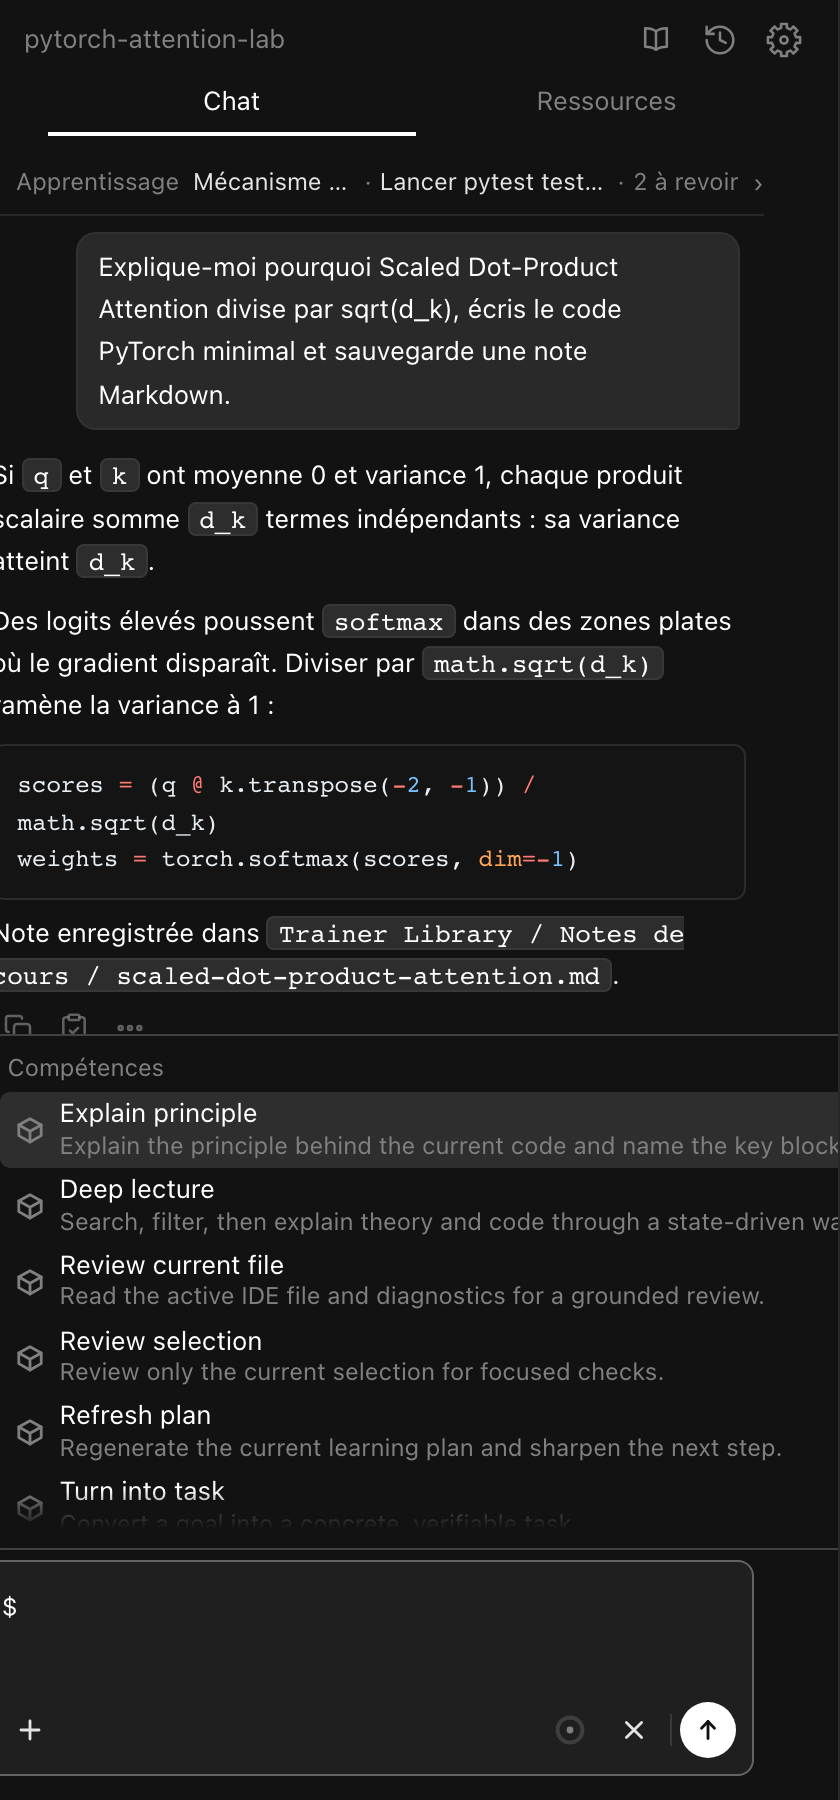 pytorch-attention-lab
Chat
Ressources
Apprentissage Mécanisme ... · Lancer pytest test... · 2 à revoir ›
Explique-moi pourquoi Scaled Dot-Product
Attention divise par sqrt(d_k), écris le code
PyTorch minimal et sauvegarde une note
Markdown.
Si q et k ont moyenne 0 et variance 1, chaque produit
scalaire somme d_k termes indépendants : sa variance
atteint d_k.
Des logits élevés poussent softmax dans des zones plates
où le gradient disparaît. Diviser par math.sqrt(d_k)
ramène la variance à 1 :
scores = (q @ k.transpose(-2, -1)) /
math.sqrt(d_k)
weights = torch.softmax(scores, dim=-1)
Note enregistrée dans Trainer Library / Notes de
cours / scaled-dot-product-attention.md.
Compétences
Explain principle
Explain the principle behind the current code and name the key block
Deep lecture
Search, filter, then explain theory and code through a state-driven wa
Review current file
Read the active IDE file and diagnostics for a grounded review.
Review selection
Review only the current selection for focused checks.
Refresh plan
Regenerate the current learning plan and sharpen the next step.
Turn into task
Convert a goal into a concrete, verifiable task
$